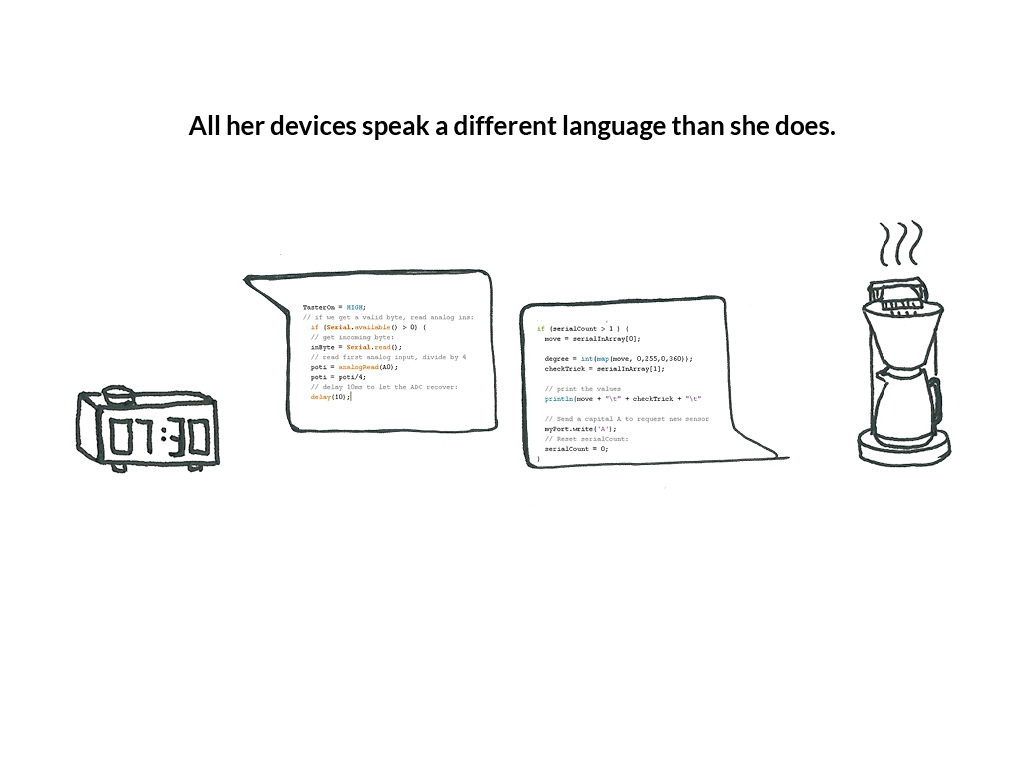 All her devices speak a different language than she does.
TasterOn = HIGH;
// if we get a valid byte, read analog ins:
if (Serial.available() > 0) {
// get incoming byte:
inByte = Serial.read();
// read first analog input, divide by 4
poti = analogRead(A0);
poti = poti/4;
// delay 10ms to let the ADC recover:
delay(10);
if (serialCount > 1 ) {
move = serialInArray[0];
degree = int(map(move, 0,255,0,360));
checkTrick = serialInArray[1];
// print the values
println(move + "\t" + checkTrick + "\t"
// Send a capital A to request new sensor
myPort.write('A');
// Reset serialCount:
serialCount = 0;
}
07:30